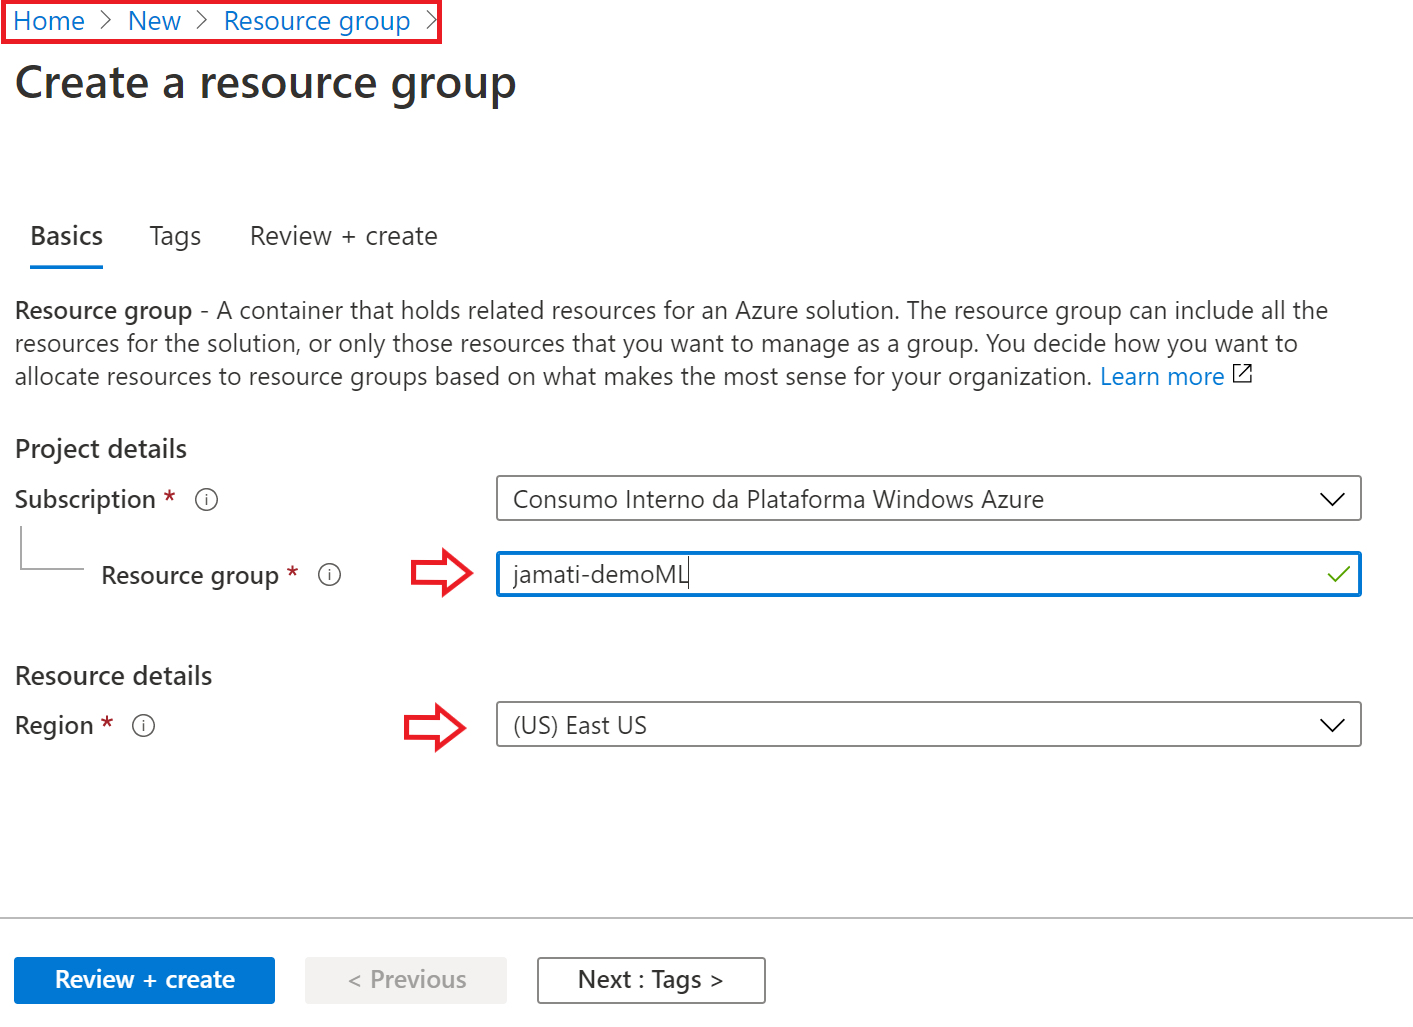 Home > New > Resource group >
Create a resource group
Basics Tags Review + create
Resource group - A container that holds related resources for an Azure solution. The resource group can include all the
resources for the solution, or only those resources that you want to manage as a group. You decide how you want to
allocate resources to resource groups based on what makes the most sense for your organization. Learn more
Project details
Subscription * Consumo Interno da Plataforma Windows Azure
Resource group * jamati-demoML
Resource details
Region * (US) East US
Review + create < Previous Next : Tags >